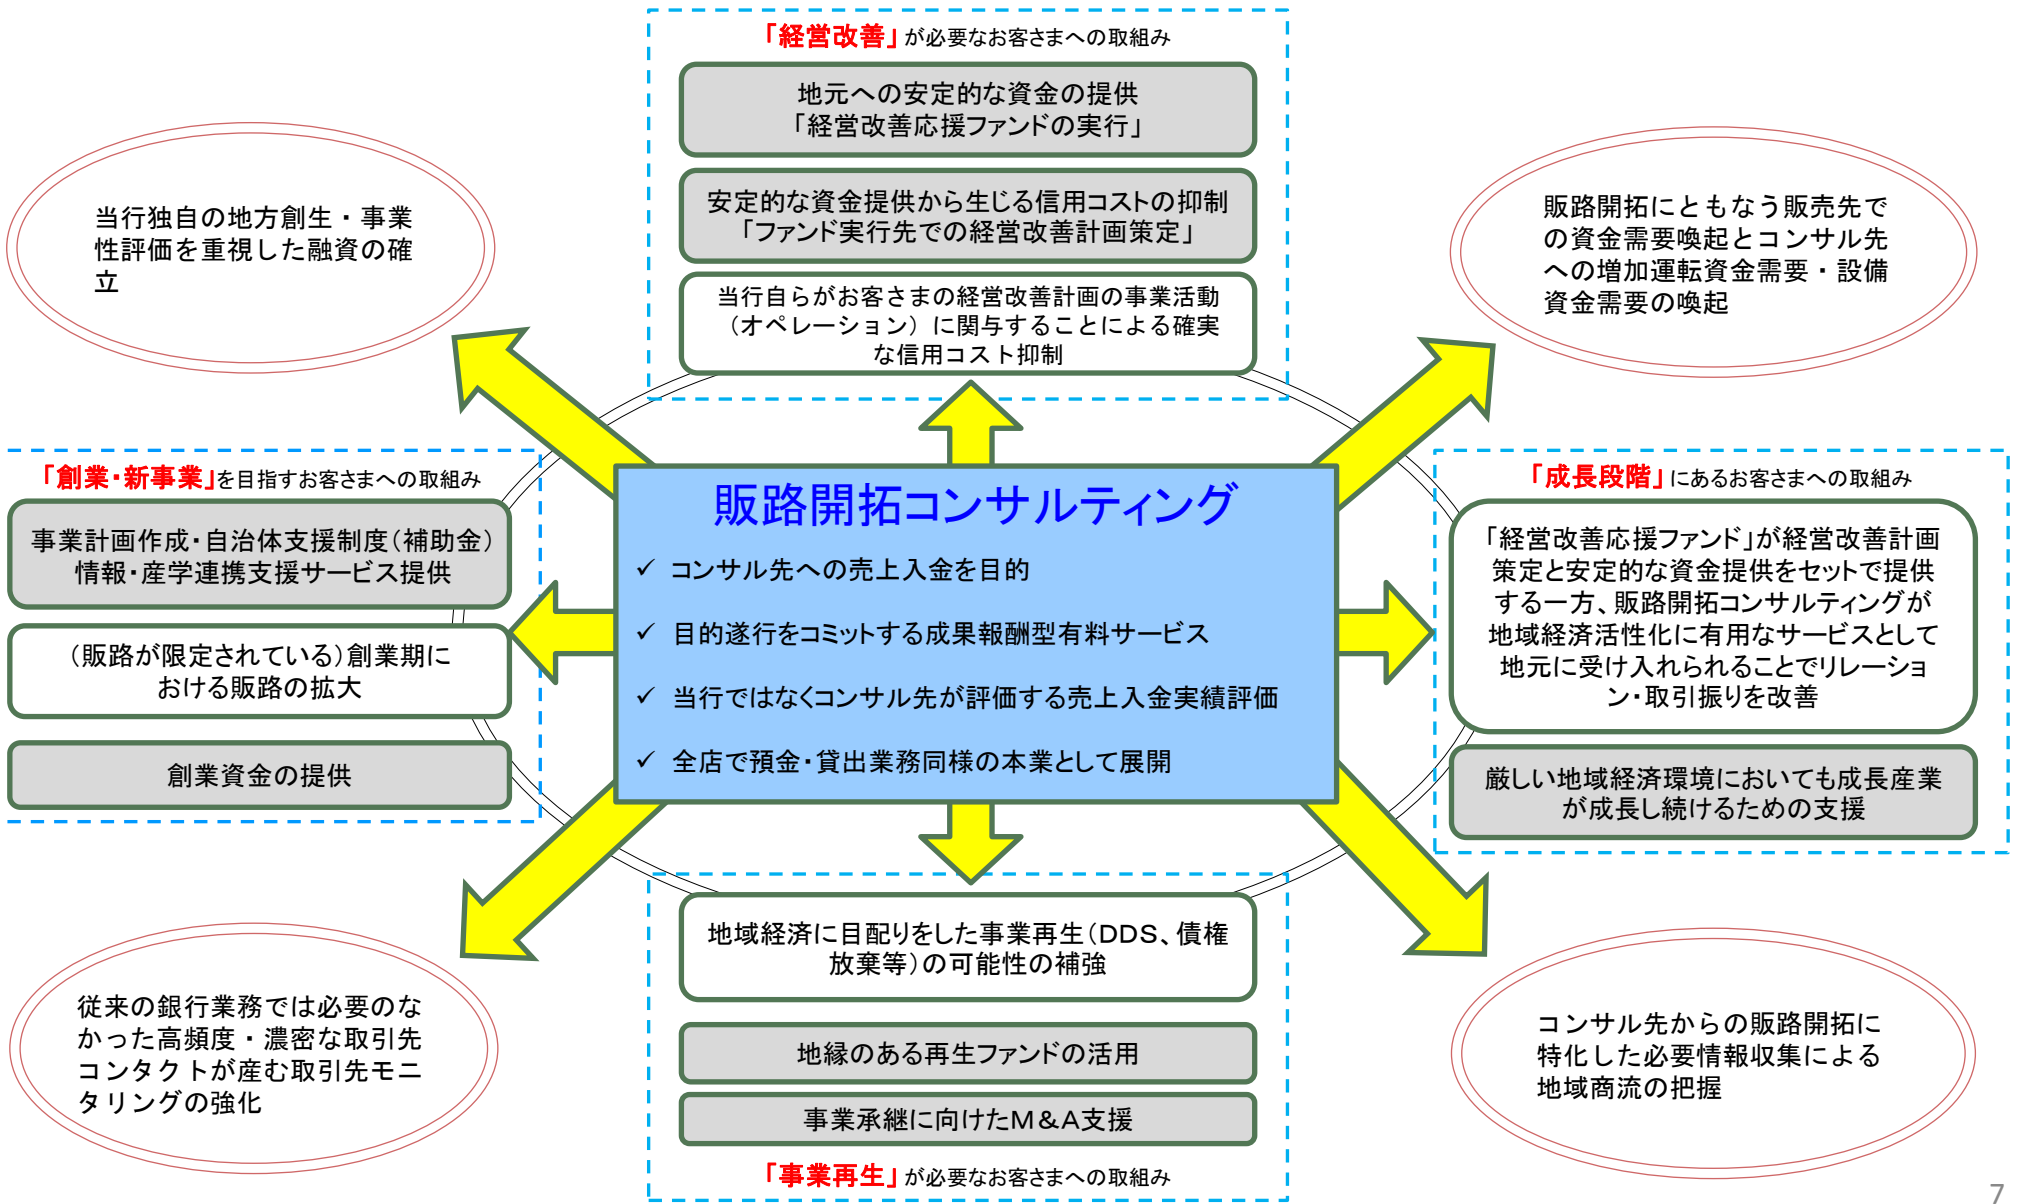 「経営改善」が必要なお客さまへの取組み
地元への安定的な資金の提供
「経営改善応援ファンドの実行」
安定的な資金提供から生じる信用コストの抑制
「ファンド実行先での経営改善計画策定」
当行自らがお客さまの経営改善計画の事業活動
（オペレーション）に関与することによる確実
な信用コスト抑制
当行独自の地方創生・事業
性評価を重視した融資の確
立
販路開拓にともなう販売先で
の資金需要喚起とコンサル先
への増加運転資金需要・設備
資金需要の喚起
「創業・新事業」を目指すお客さまへの取組み
事業計画作成・自治体支援制度（補助金）
情報・産学連携支援サービス提供
（販路が限定されている）創業期に
おける販路の拡大
創業資金の提供
販路開拓コンサルティング
✓ コンサル先への売上入金を目的
✓ 目的遂行をコミットする成果報酬型有料サービス
✓ 当行ではなくコンサル先が評価する売上入金実績評価
✓ 全店で預金・貸出業務同様の本業として展開
「成長段階」にあるお客さまへの取組み
「経営改善応援ファンド」が経営改善計画
策定と安定的な資金提供をセットで提供
する一方、販路開拓コンサルティングが
地域経済活性化に有用なサービスとして
地元に受け入れられることでリレーショ
ン・取引振りを改善
厳しい地域経済環境においても成長産業
が成長し続けるための支援
従来の銀行業務では必要のな
かった高頻度・濃密な取引先
コンタクトが産む取引先モニ
タリングの強化
地域経済に目配りをした事業再生（ＤＤＳ、債権
放棄等）の可能性の補強
地縁のある再生ファンドの活用
事業承継に向けたＭ＆Ａ支援
「事業再生」が必要なお客さまへの取組み
コンサル先からの販路開拓に
特化した必要情報収集による
地域商流の把握
7